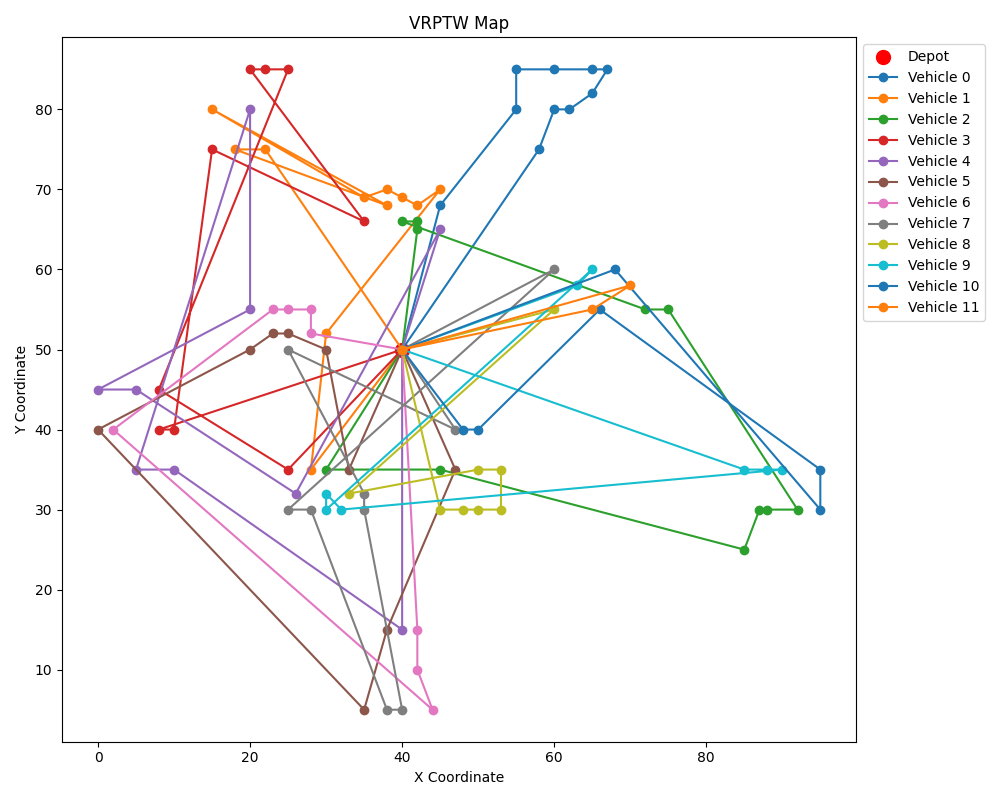 VRPTW Map
Depot
Vehicle 0
Vehicle 1
Vehicle 2
Vehicle 3
Vehicle 4
Vehicle 5
Vehicle 6
Vehicle 7
Vehicle 8
Vehicle 9
Vehicle 10
Vehicle 11
Y Coordinate
80
70
60
50
40
30
20
10
0
20
40
60
80
X Coordinate